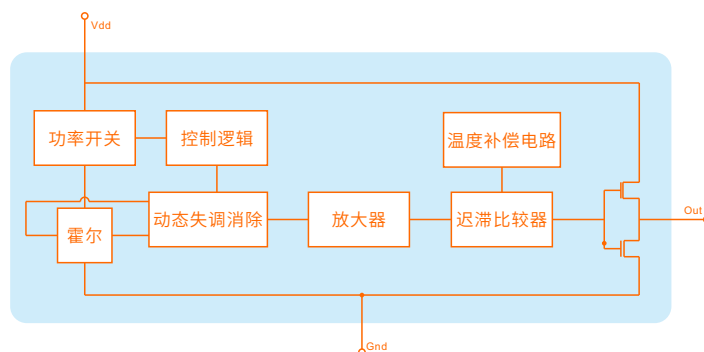 Vdd
功率开关
控制逻辑
温度补偿电路
霍尔
动态失调消除
放大器
迟滞比较器
Out
Gnd